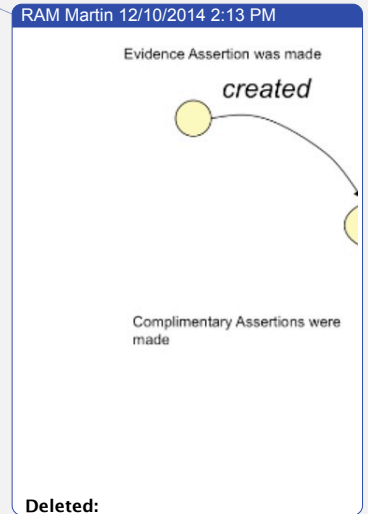 RAM Martin 12/10/2014 2:13 PM
Evidence Assertion was made
created
Complimentary Assertions were
made
Deleted: